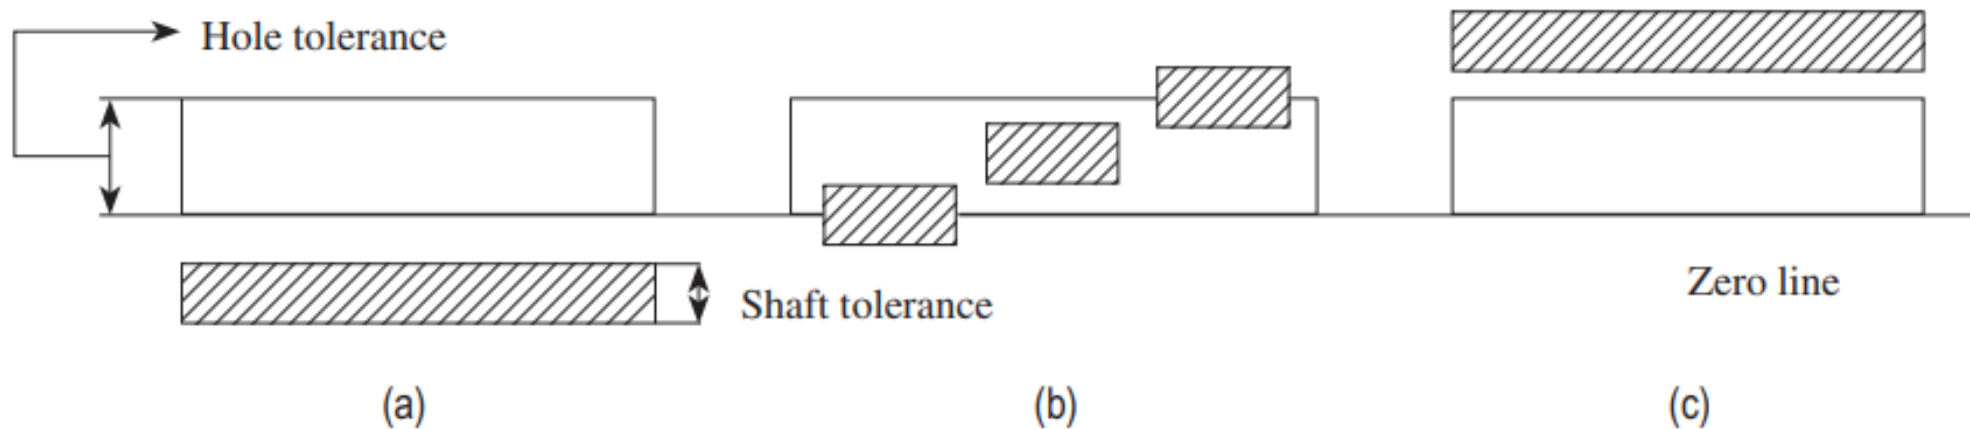 Hole tolerance
Shaft tolerance
Zero line
(a)
(b)
(c)